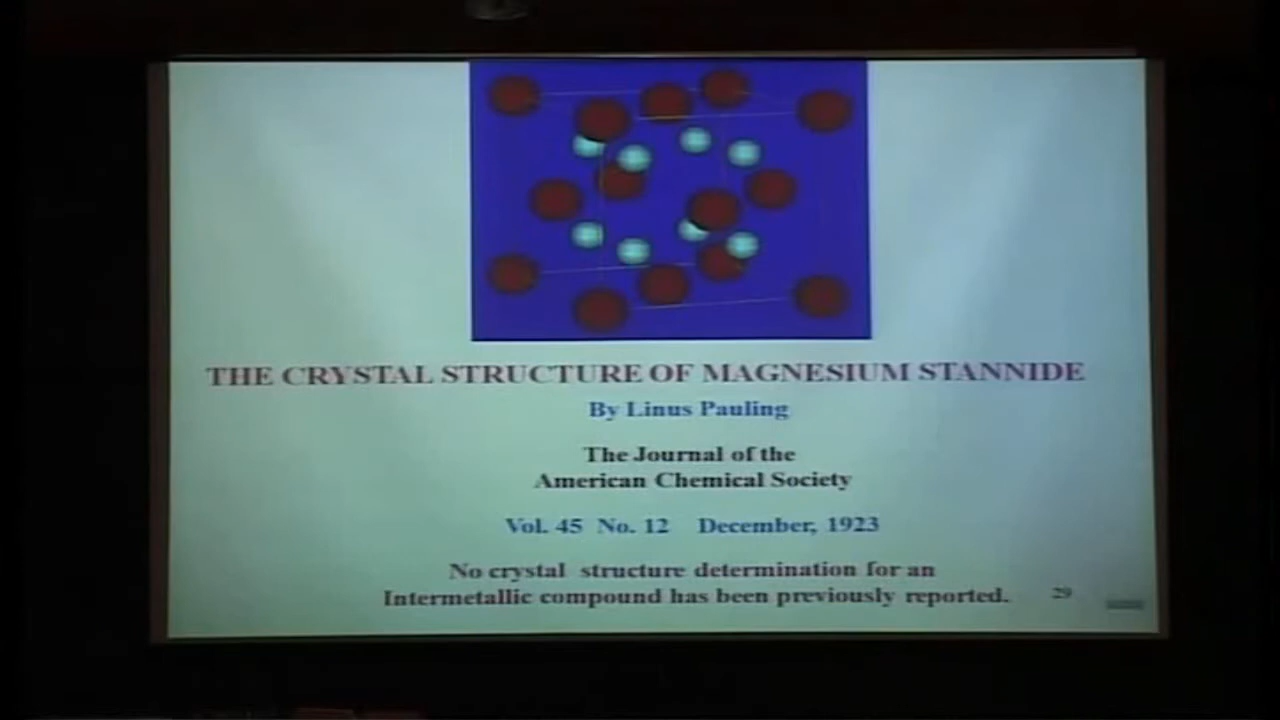 THE CRYSTAL STRUCTURE OF MAGNESIUM STANNIDE
By Linus Pauling
The Journal of the
American Chemical Society
Vol. 45 No. 12 December, 1923
No crystal structure determination for an
Intermetallic compound has been previously reported.
29